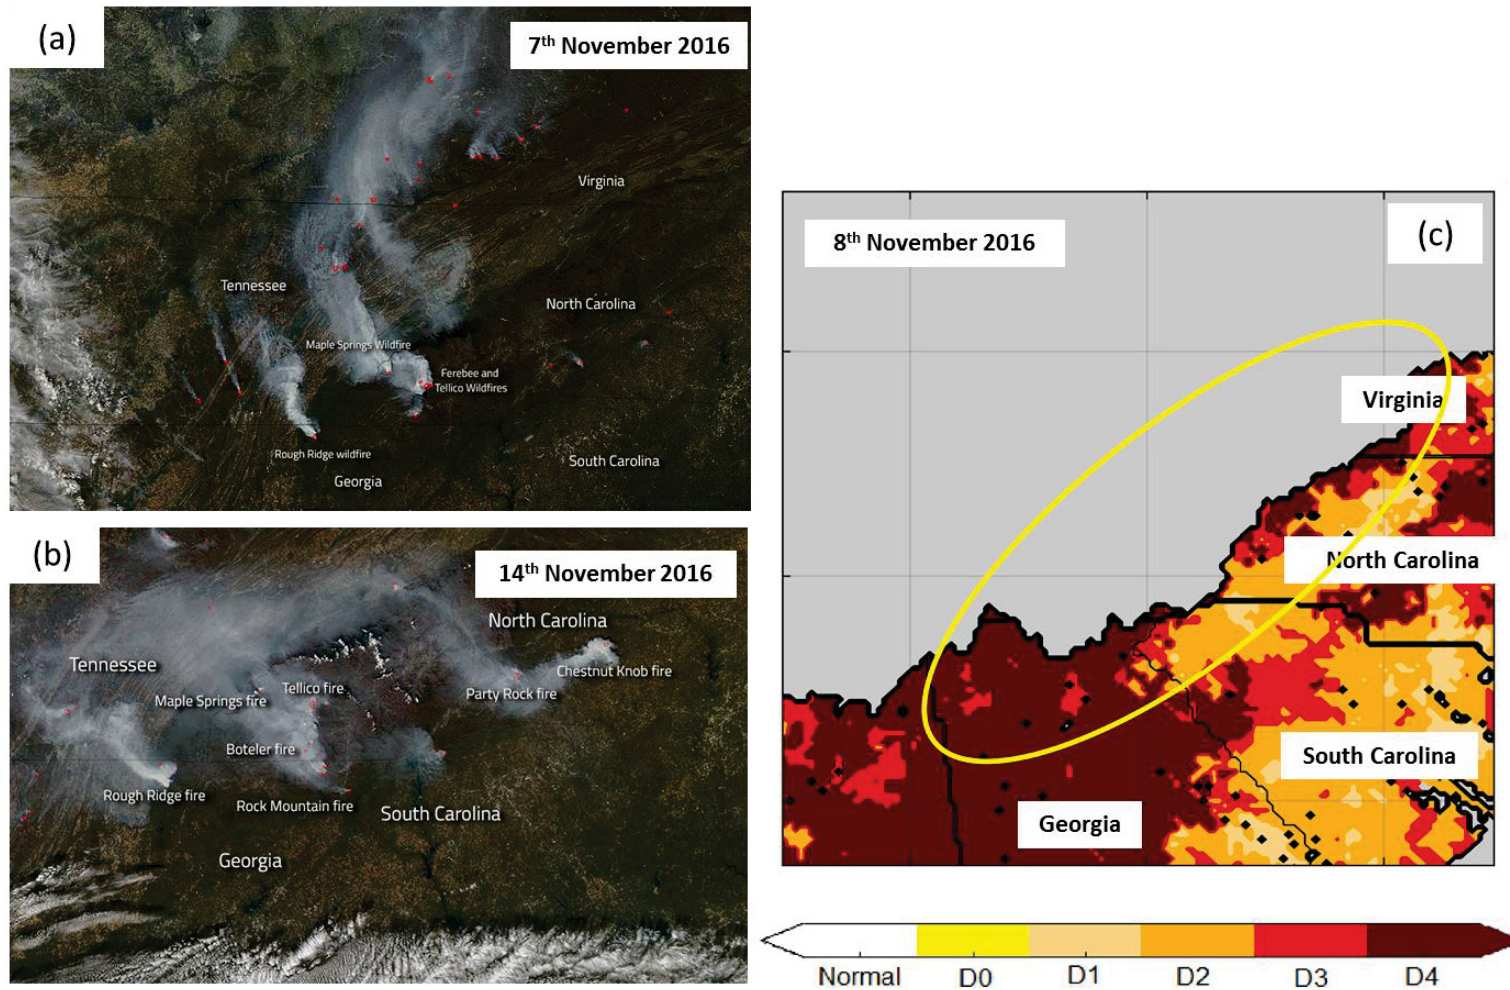 (a)
7th November 2016
Virginia
Tennessee
North Carolina
Maple Springs Wildfire
Ferebee and
Tellico Wildfires
Rough Ridge wildfire
South Carolina
Georgia
(b)
14th November 2016
North Carolina
Tennessee
Chestnut Knob fire
Tellico fire
Party Rock fire
Maple Springs fire
Boteler fire
Rough Ridge fire
Rock Mountain fire
South Carolina
Georgia
8th November 2016
(c)
Virginia
North Carolina
South Carolina
Georgia
Normal D0 D1 D2 D3 D4